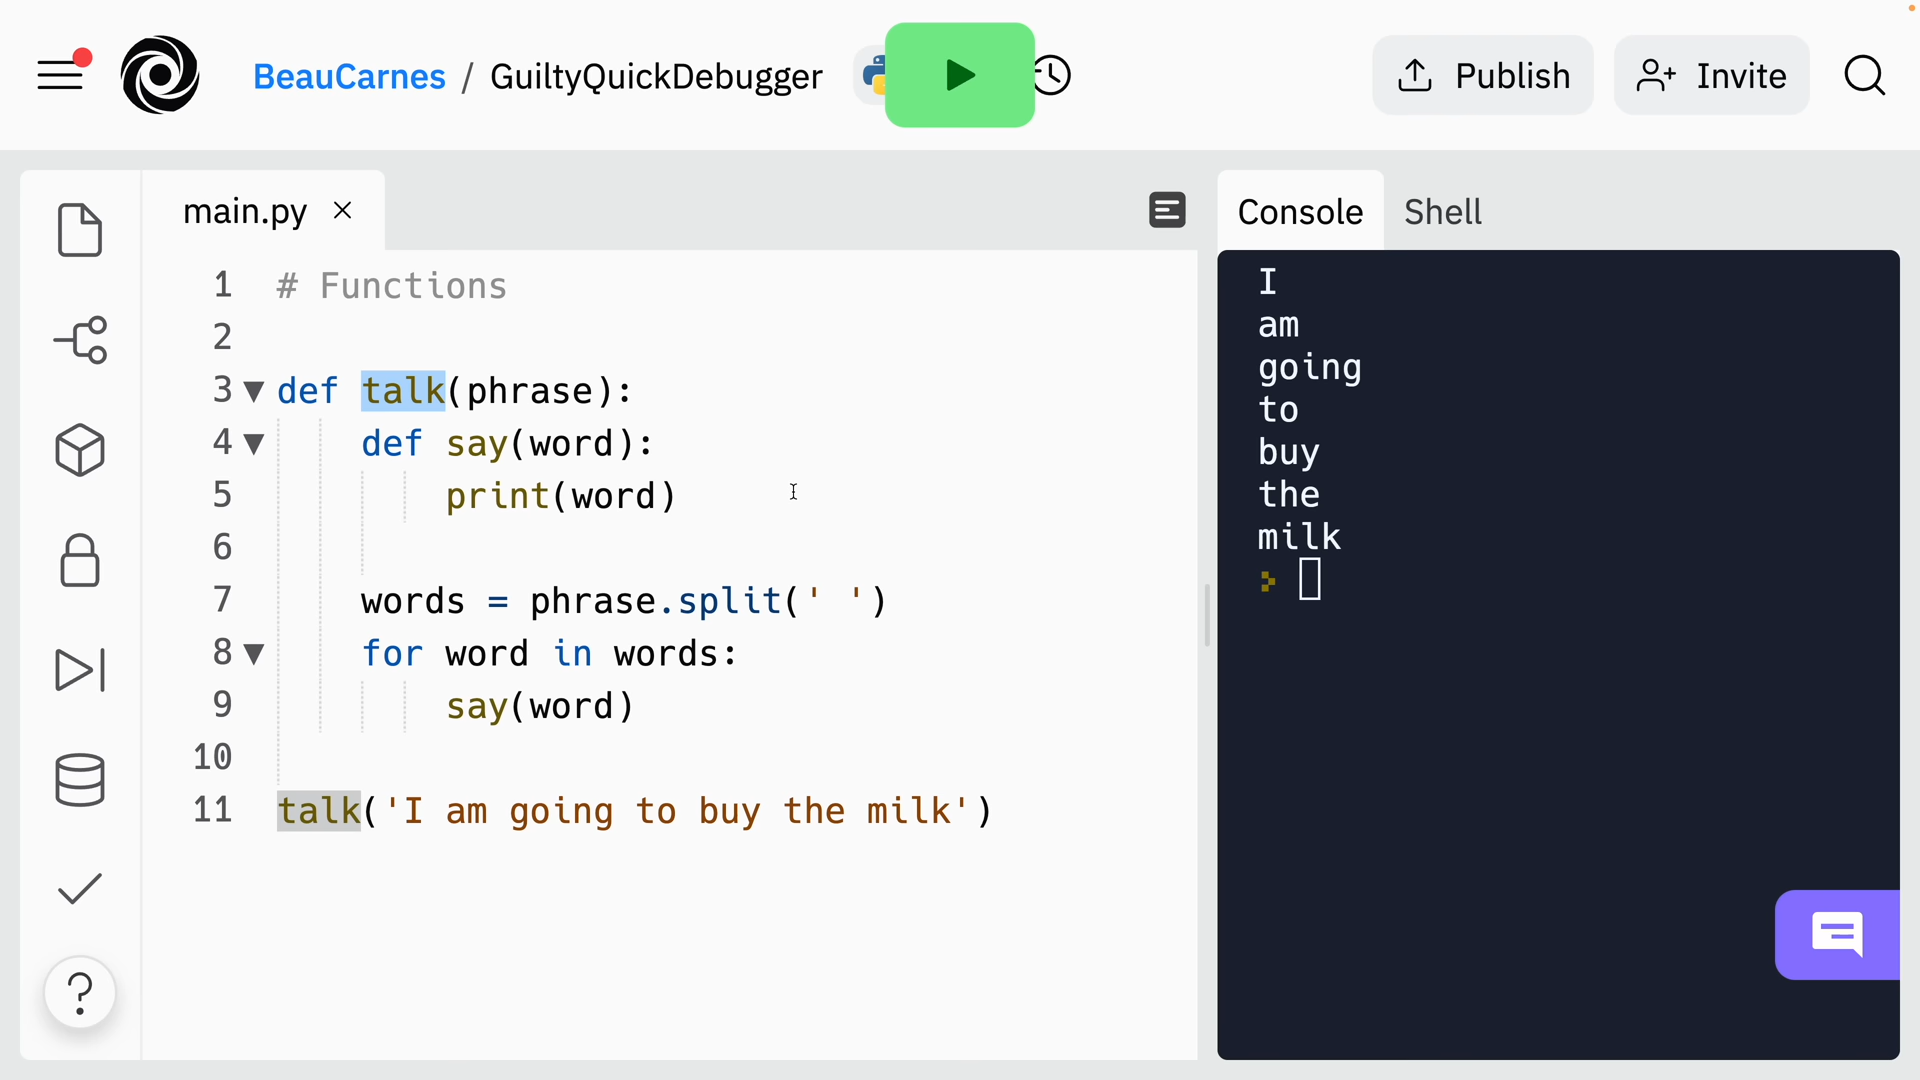 BeauCarnes / GuiltyQuickDebugger
Publish
Invite
main.py
Console
Shell
1 # Functions
2
3 def talk(phrase):
4     def say(word):
5         print(word)
6
7     words = phrase.split(' ')
8     for word in words:
9         say(word)
10
11 talk('I am going to buy the milk')
I
am
going
to
buy
the
milk